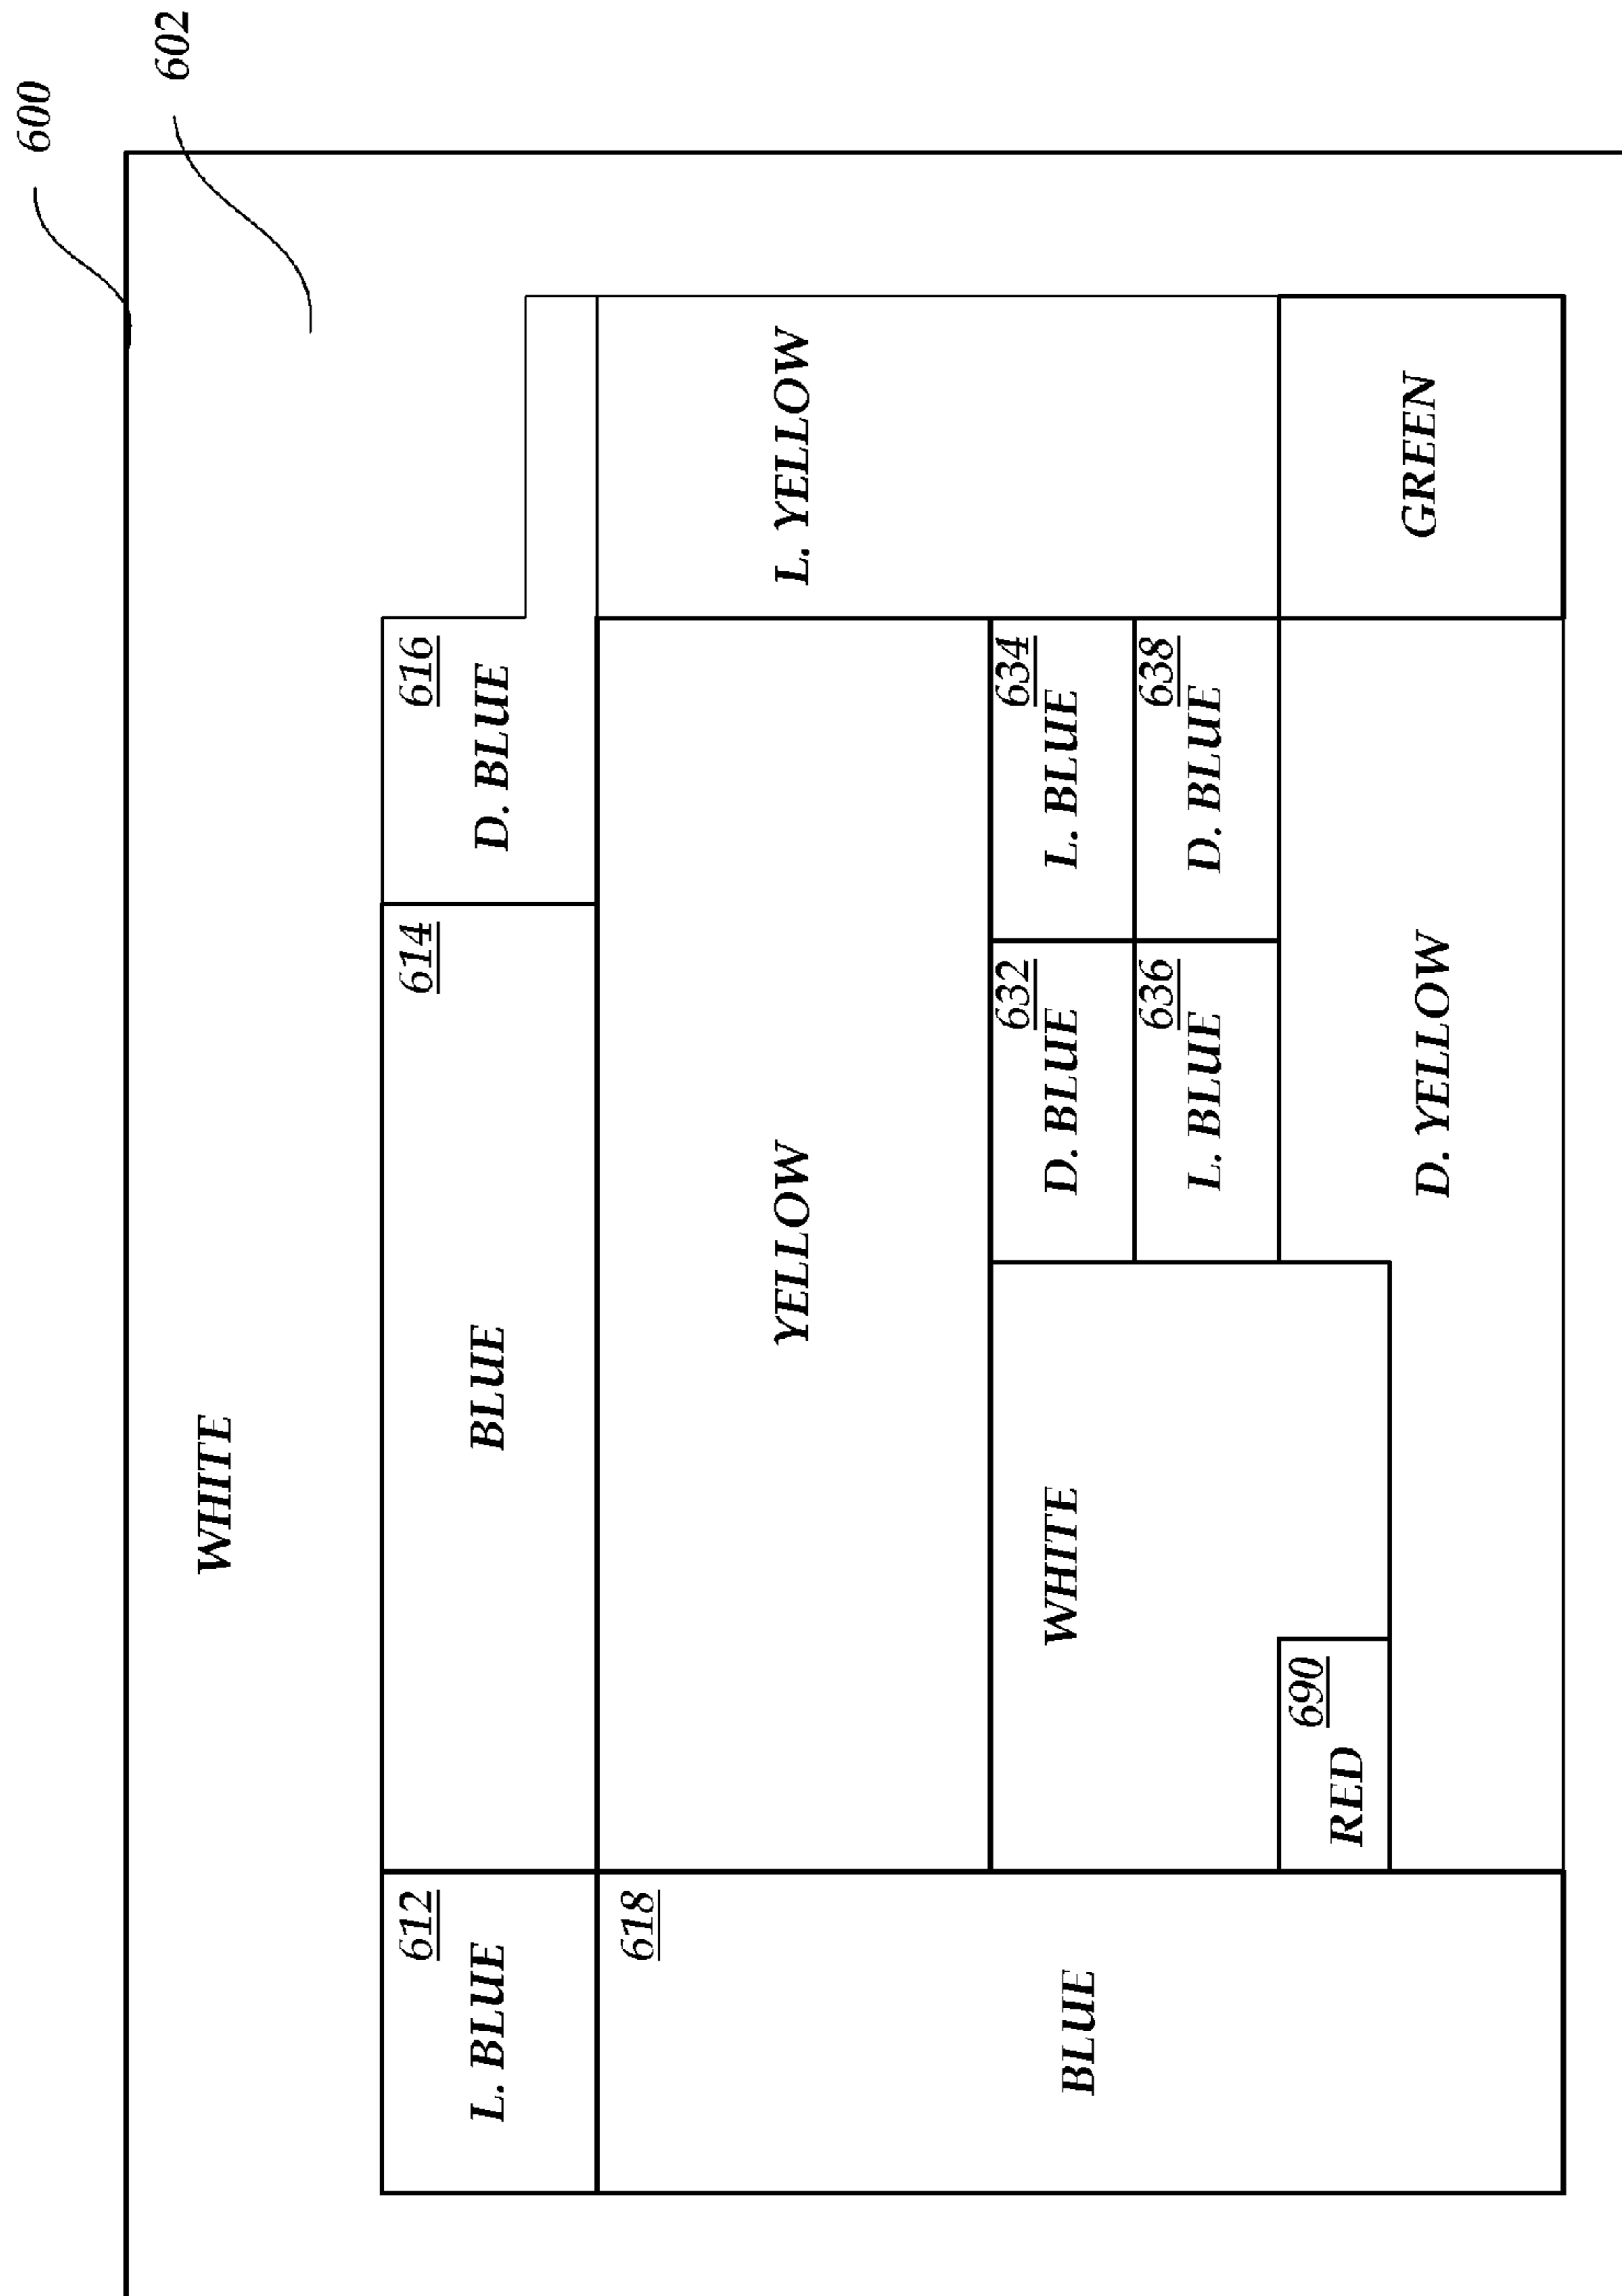 600
602
WHITE
612 614 616
L. BLUE BLUE D. BLUE
618
YELLOW L. YELLOW
632 634
BLUE WHITE D. BLUE L. BLUE
636 638
L. BLUE D. BLUE
690
RED
D. YELLOW GREEN